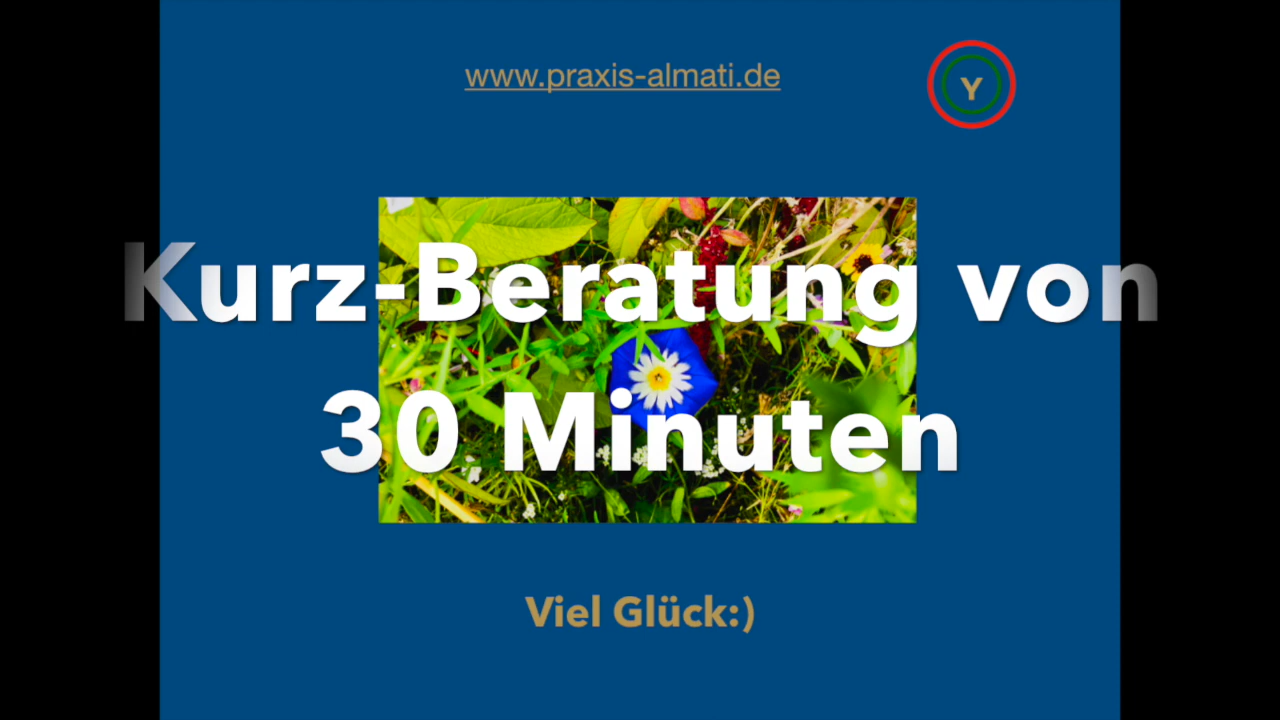 www.praxis-almati.de
Y
Kurz-Beratung von
30 Minuten
Viel Glück:)